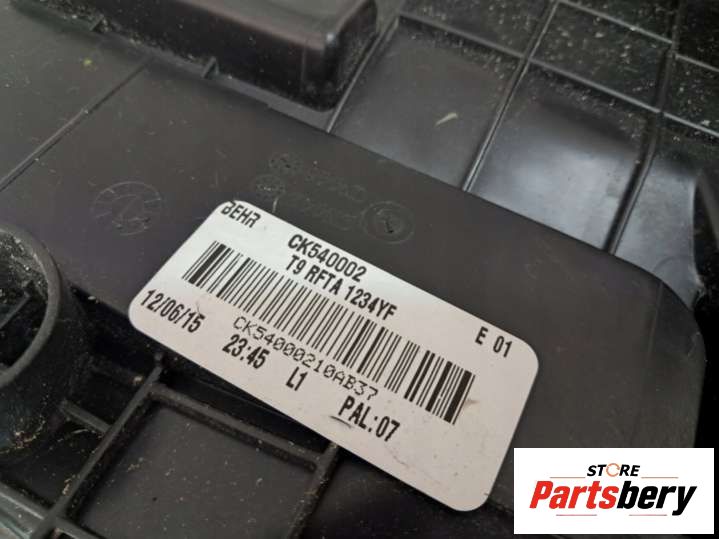 BEHR
CK540002
T9 RFTA 1234YF
E 01
CK54000210AB37
12/06/15
23:45
L1
PAL:07
STORE
Partsbery